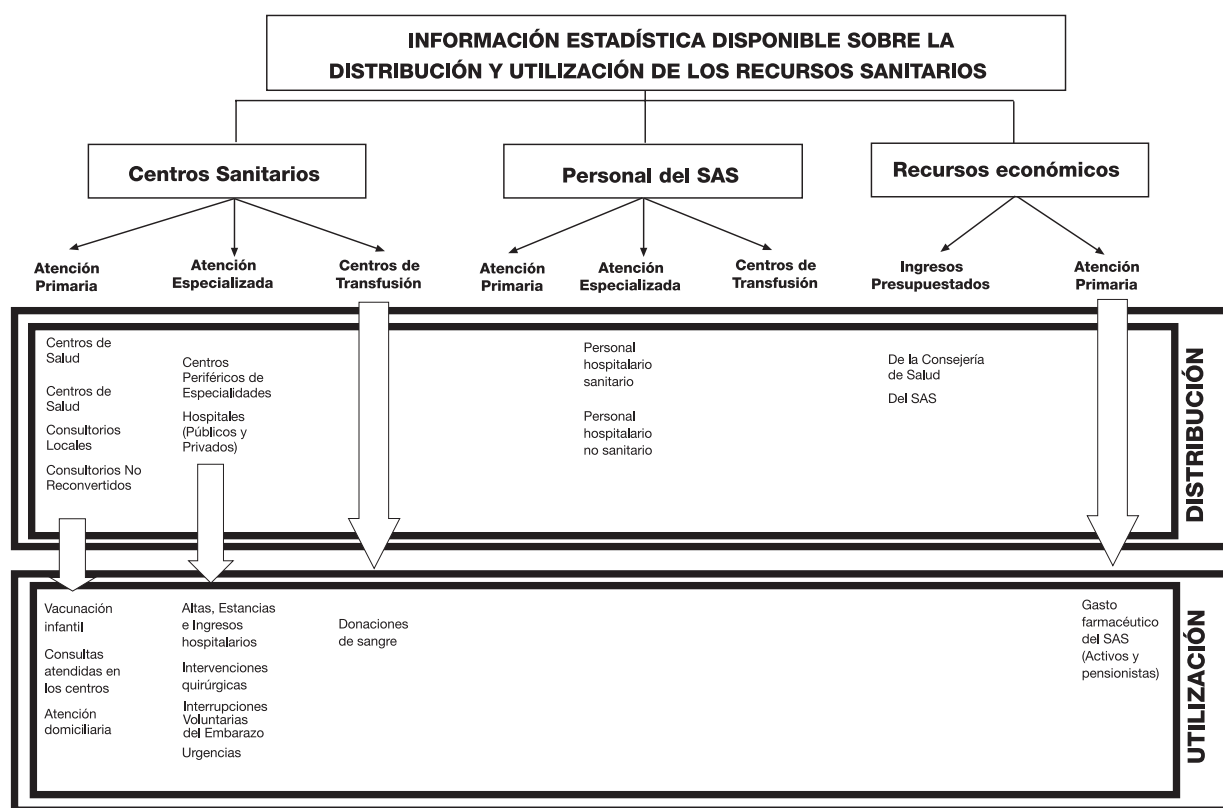 INFORMACIÓN ESTADÍSTICA DISPONIBLE SOBRE LA
DISTRIBUCIÓN Y UTILIZACIÓN DE LOS RECURSOS SANITARIOS
Centros Sanitarios
Personal del SAS
Recursos económicos
Atención
Primaria
Atención
Especializada
Centros de
Transfusión
Atención
Primaria
Atención
Especializada
Centros de
Transfusión
Ingresos
Presupuestados
Atención
Primaria
Centros de
Salud
Centros de
Salud
Consultorios
Locales
Consultorios No
Reconvertidos
Centros
Periféricos de
Especialidades
Hospitales
(Públicos y
Privados)
Personal
hospitalario
sanitario
Personal
hospitalario
no sanitario
De la Consejería
de Salud
Del SAS
DISTRIBUCIÓN
Vacunación
infantil
Consultas
atendidas en
los centros
Atención
domiciliaria
Altas, Estancias
e Ingresos
hospitalarios
Intervenciones
quirúrgicas
Interrupciones
Voluntarias
del Embarazo
Urgencias
Donaciones
de sangre
Gasto
farmacéutico
del SAS
(Activos y
pensionistas)
UTILIZACIÓN